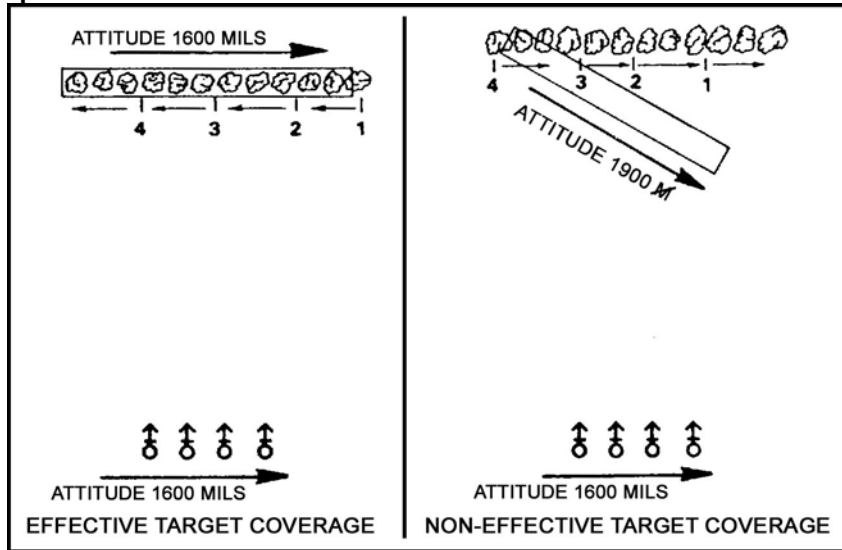 ATTITUDE 1600 MILS
4 3 2 1
ATTITUDE 1600 MILS
EFFECTIVE TARGET COVERAGE
4 3 2 1
ATTITUDE 1900 M
ATTITUDE 1600 MILS
NON-EFFECTIVE TARGET COVERAGE